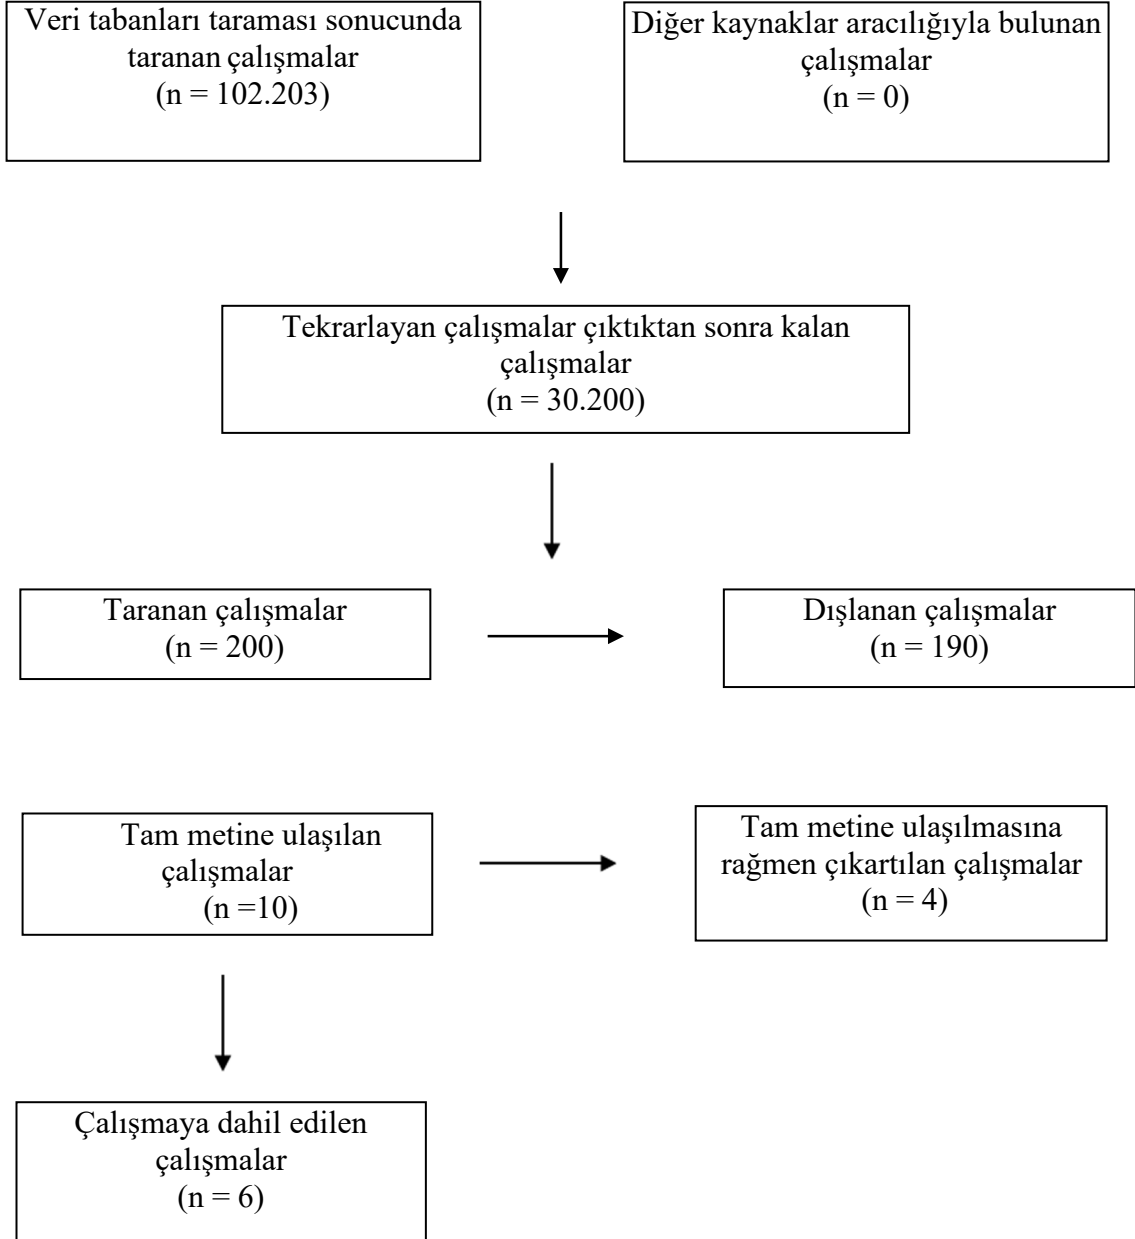 Veri tabanları taraması sonucunda
taranan çalışmalar
(n = 102.203)
Diğer kaynaklar aracılığıyla bulunan
çalışmalar
(n = 0)
Tekrarlayan çalışmalar çıktıktan sonra kalan
çalışmalar
(n = 30.200)
Taranan çalışmalar
(n = 200)
Dışlanan çalışmalar
(n = 190)
Tam metine ulaşılan
çalışmalar
(n =10)
Tam metine ulaşılmasına
rağmen çıkartılan çalışmalar
(n = 4)
Çalışmaya dahil edilen
çalışmalar
(n = 6)